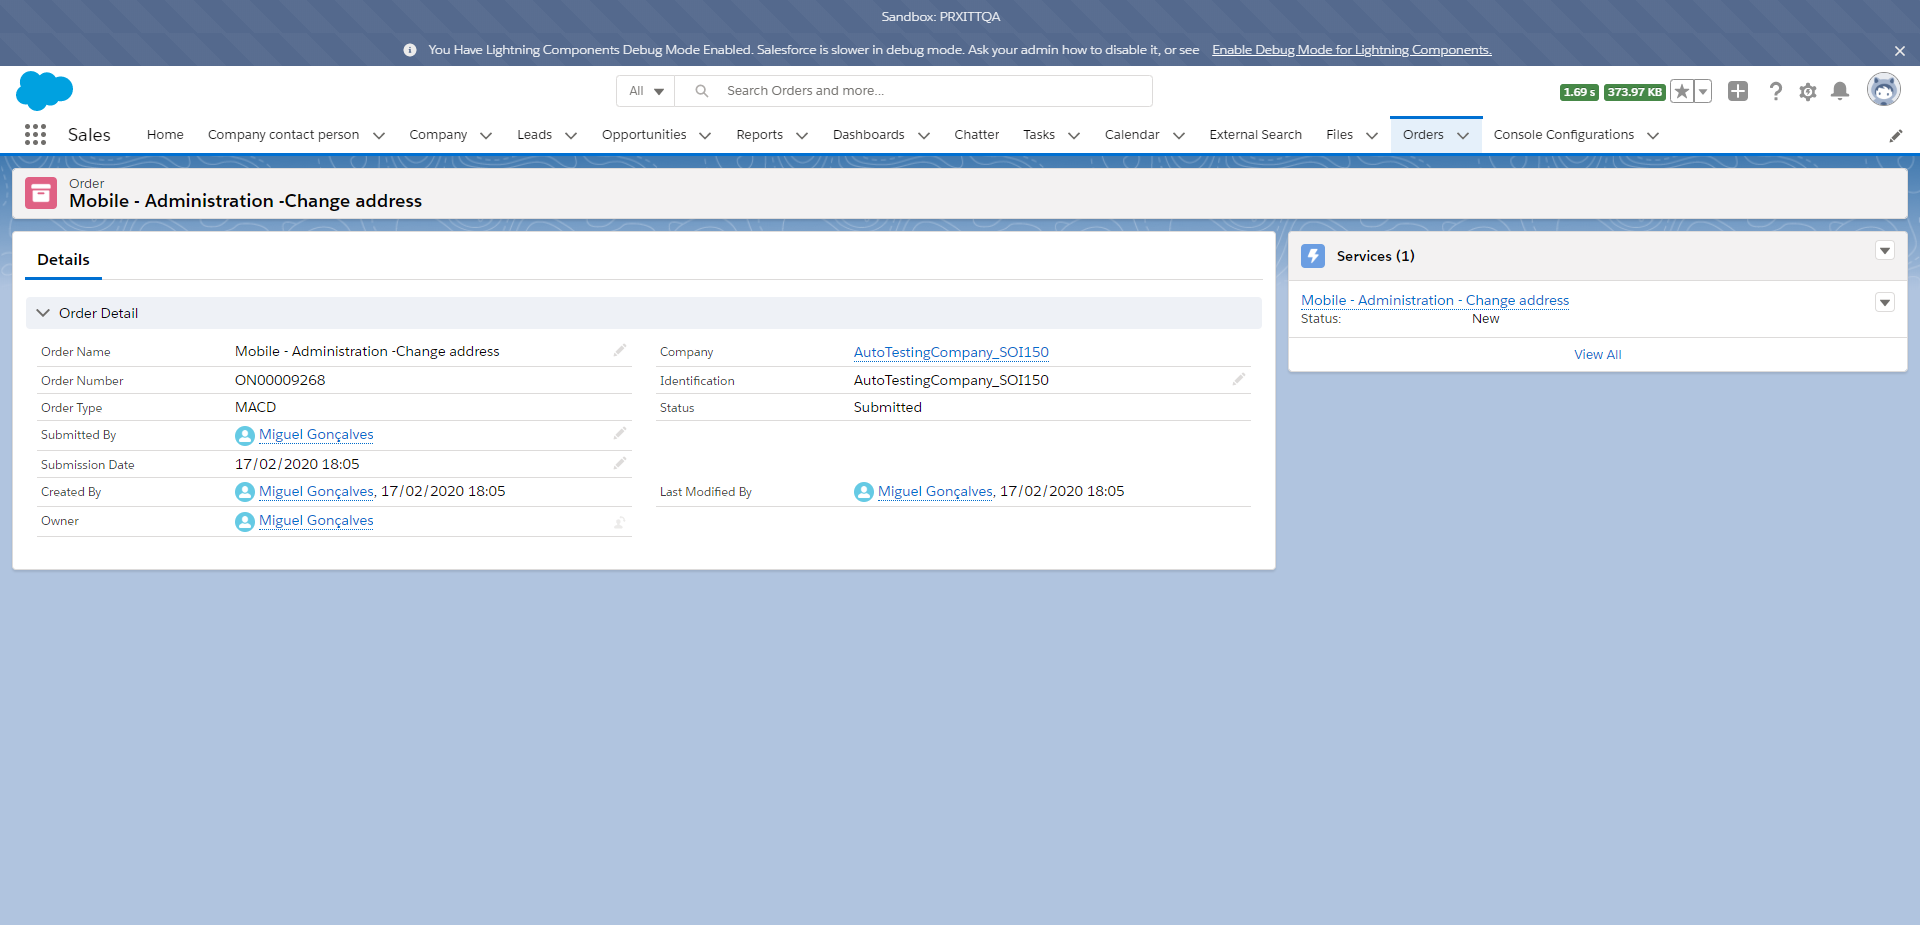 Sandbox: PRXITTQA
You Have Lightning Components Debug Mode Enabled. Salesforce is slower in debug mode. Ask your admin how to disable it, or see Enable Debug Mode for Lightning Components.
All Search Orders and more... 1.69 s 373.97 KB
Sales Home Company contact person Company Leads Opportunities Reports Dashboards Chatter Tasks Calendar External Search Files Orders Console Configurations
Order
Mobile - Administration -Change address
Details
Order Detail
Order Name Mobile - Administration -Change address Company AutoTestingCompany_SOI150
Order Number ON00009268 Identification AutoTestingCompany_SOI150
Order Type MACD Status Submitted
Submitted By Miguel Gonçalves
Submission Date 17/02/2020 18:05
Created By Miguel Gonçalves, 17/02/2020 18:05 Last Modified By Miguel Gonçalves, 17/02/2020 18:05
Owner Miguel Gonçalves
Services (1)
Mobile - Administration - Change address
Status: New
View All